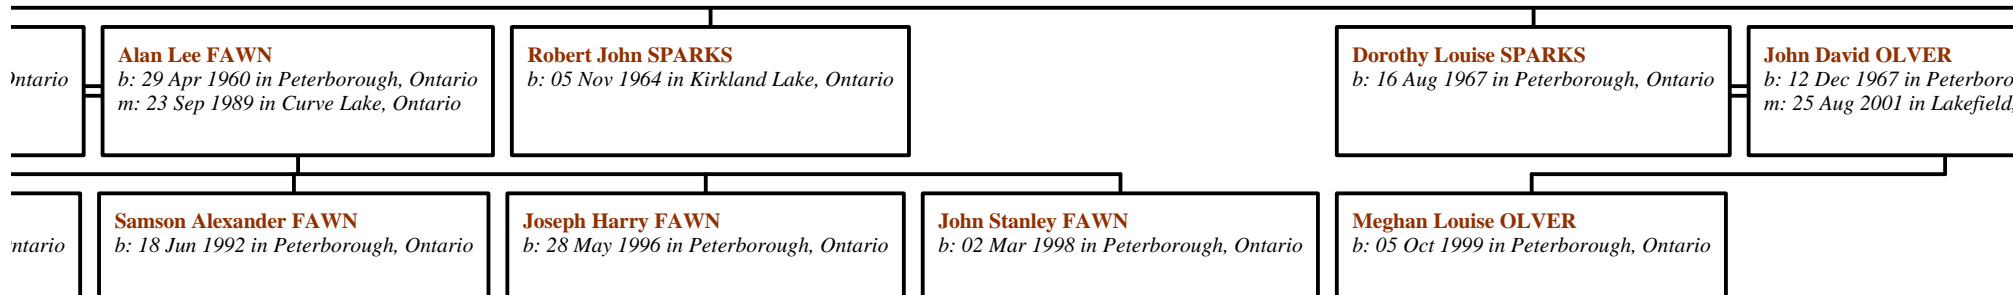 Ontario
Alan Lee FAWN
b: 29 Apr 1960 in Peterborough, Ontario
m: 23 Sep 1989 in Curve Lake, Ontario
Robert John SPARKS
b: 05 Nov 1964 in Kirkland Lake, Ontario
Dorothy Louise SPARKS
b: 16 Aug 1967 in Peterborough, Ontario
John David OLVER
b: 12 Dec 1967 in Peterboro
m: 25 Aug 2001 in Lakefield,
ntario
Samson Alexander FAWN
b: 18 Jun 1992 in Peterborough, Ontario
Joseph Harry FAWN
b: 28 May 1996 in Peterborough, Ontario
John Stanley FAWN
b: 02 Mar 1998 in Peterborough, Ontario
Meghan Louise OLVER
b: 05 Oct 1999 in Peterborough, Ontario